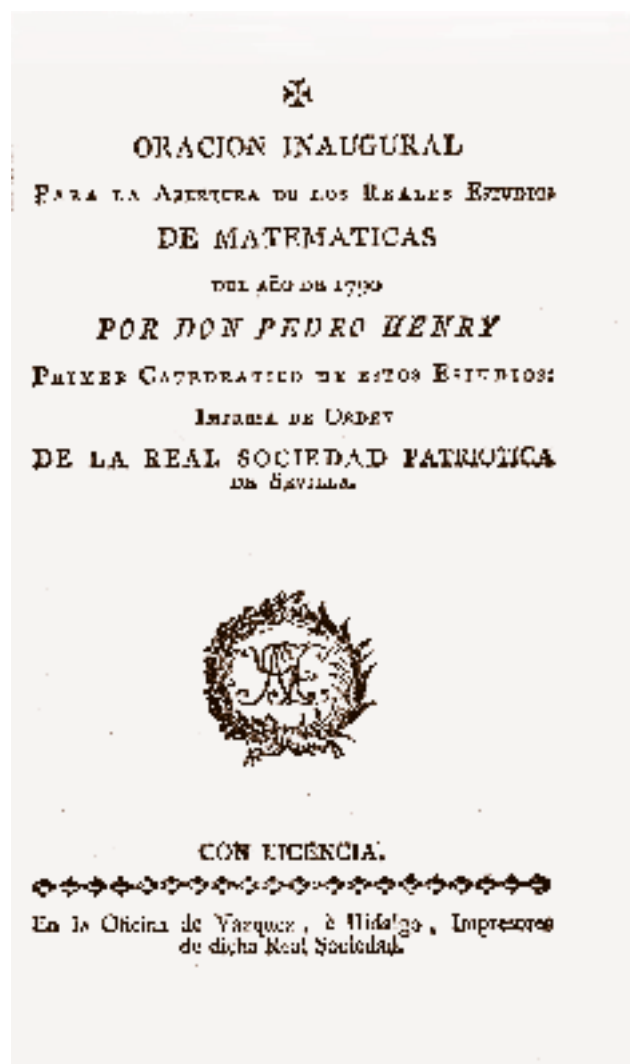 ORACION INAUGURAL
PARA LA ABERTURA DE LOS REALES ESTUDIOS
DE MATEMATICAS
DEL AÑO DE 1790
POR DON PEDRO HENRY
PRIMER CATEDRATICO DE ESTOS ESTUDIOS:
IMPRESA DE ORDEN
DE LA REAL SOCIEDAD PATRIOTICA
DE SEVILLA.
CON LICENCIA.
En la Oficina de Vazquez, è Hidalgo, Impresores
de dicha Real Sociedad.